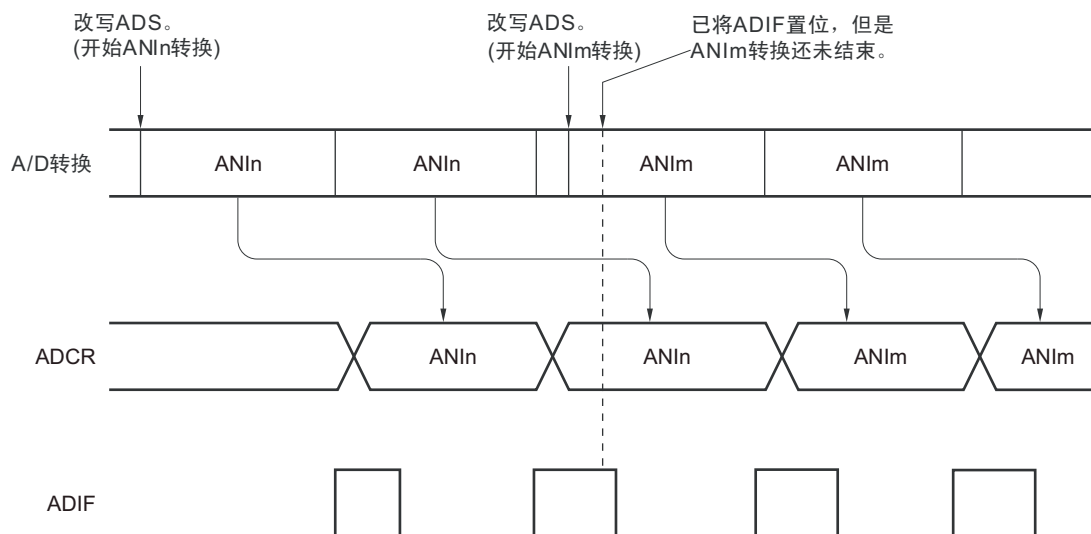 改写ADS。
(开始ANIn转换)
改写ADS。
(开始ANIm转换)
已将ADIF置位，但是
ANIm转换还未结束。
A/D转换
ANIn
ANIn
ANIm
ANIm
ADCR
ANIn
ANIn
ANIm
ANIm
ADIF